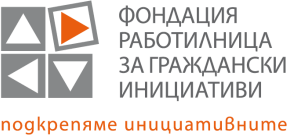 ФОНДАЦИЯ
РАБОТИЛНИЦА
ЗА ГРАЖДАНСКИ
ИНИЦИАТИВИ
подкрепяме инициативните